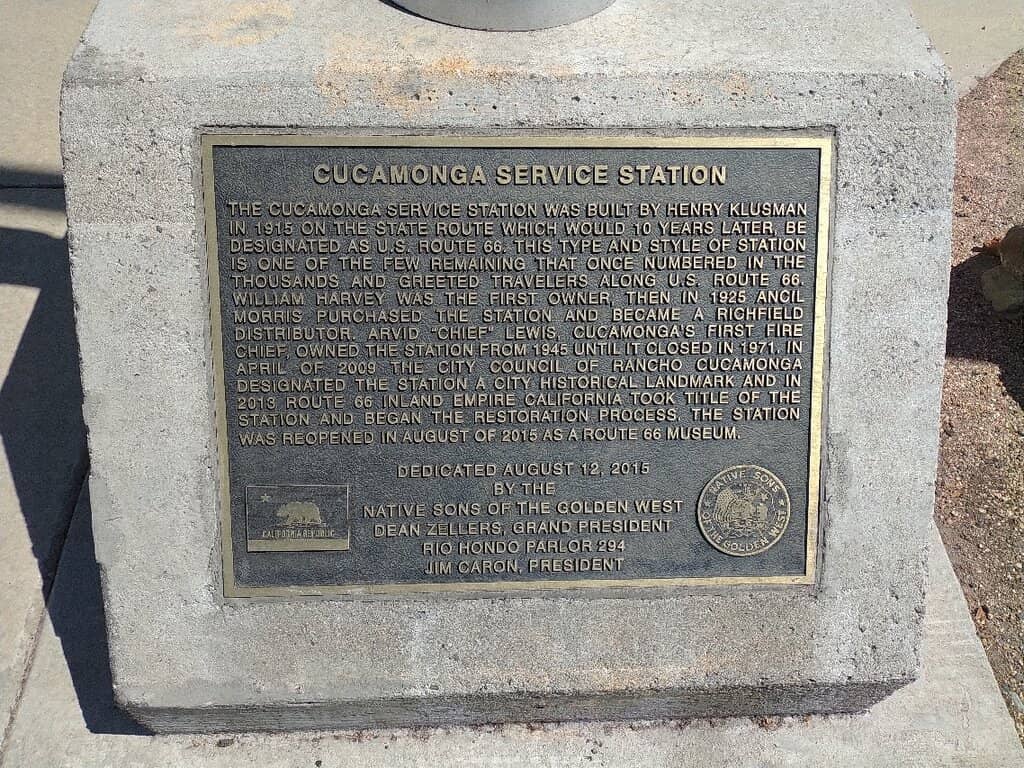 CUCAMONGA SERVICE STATION
THE CUCAMONGA SERVICE STATION WAS BUILT BY HENRY KLUSMAN
IN 1915 ON THE STATE ROUTE WHICH WOULD 10 YEARS LATER, BE
DESIGNATED AS U.S. ROUTE 66. THIS TYPE AND STYLE OF STATION
IS ONE OF THE FEW REMAINING THAT ONCE NUMBERED IN THE
THOUSANDS AND GREETED TRAVELERS ALONG U.S. ROUTE 66.
WILLIAM HARVEY WAS THE FIRST OWNER, THEN IN 1925 ANCIL
MORRIS PURCHASED THE STATION AND BECAME A RICHFIELD
DISTRIBUTOR. ARVID "CHIEF" LEWIS, CUCAMONGA'S FIRST FIRE
CHIEF, OWNED THE STATION FROM 1945 UNTIL IT CLOSED IN 1971. IN
APRIL OF 2009 THE CITY COUNCIL OF RANCHO CUCAMONGA
DESIGNATED THE STATION A CITY HISTORICAL LANDMARK AND IN
2013 ROUTE 66 INLAND EMPIRE CALIFORNIA TOOK TITLE OF THE
STATION AND BEGAN THE RESTORATION PROCESS. THE STATION
WAS REOPENED IN AUGUST OF 2015 AS A ROUTE 66 MUSEUM.
DEDICATED AUGUST 12, 2015
BY THE
NATIVE SONS OF THE GOLDEN WEST
DEAN ZELLERS, GRAND PRESIDENT
RIO HONDO PARLOR 294
JIM CARON, PRESIDENT
CALIFORNIA REPUBLIC
NATIVE SONS
OF THE GOLDEN WEST